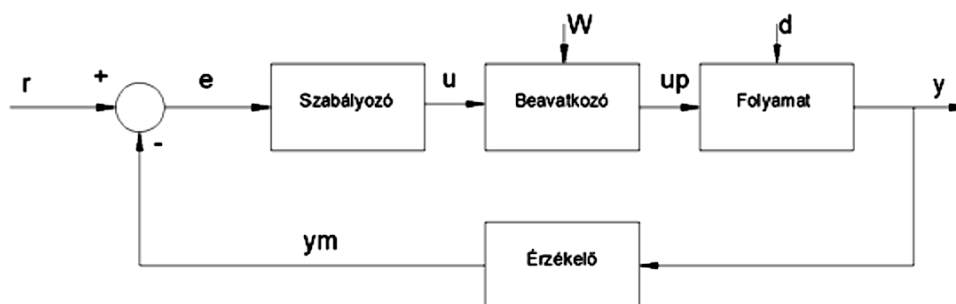 W
d
r
+
e
Szabályozó
u
Beavatkozó
up
Folyamat
y
-
ym
Érzékelő